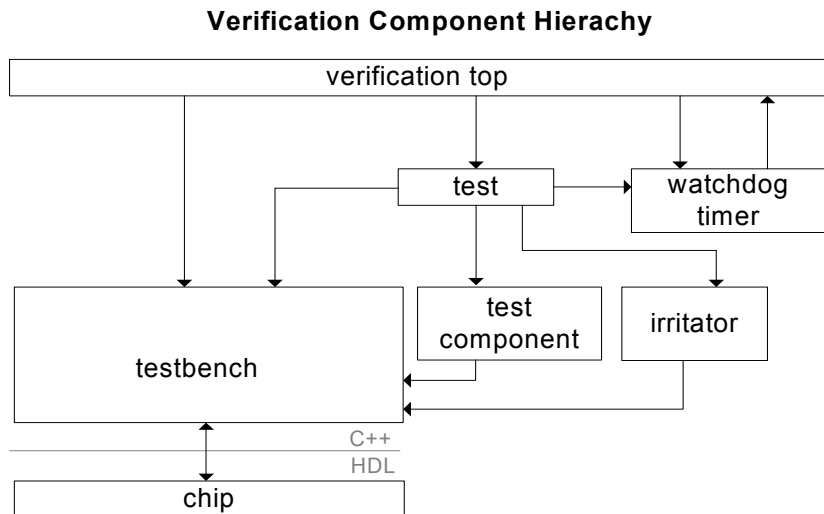 Verification Component Hierachy
verification top
test
watchdog
timer
testbench
test
component
irritator
C++
HDL
chip